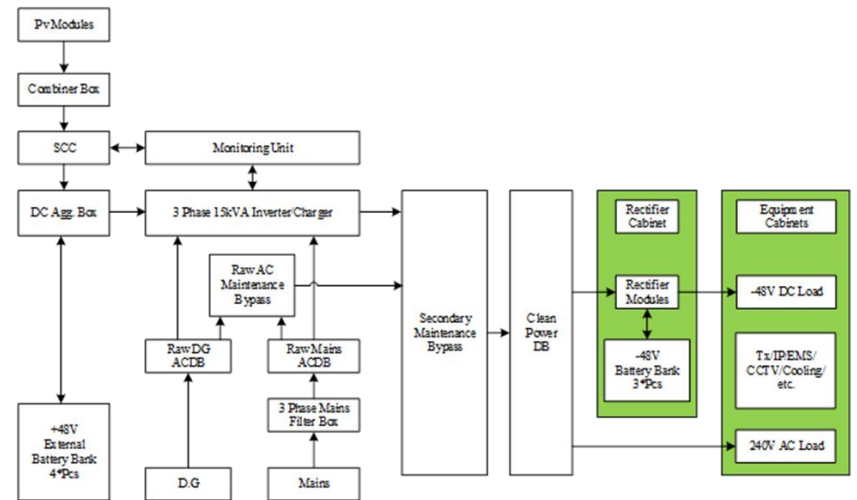 Pv Modules
Combiner Box
SCC
Monitoring Unit
DC Agg. Box
3 Phase 15kVA Inverter/Charger
Rectifier
Cabinet
Equipment
Cabinets
Raw AC
Maintenance
Bypass
Rectifier
Modules
-48V DC Load
Secondary
Maintenance
Bypass
Clean
Power
DB
Raw DG
ACDB
Raw Mains
ACDB
-48V
Battery Bank
3*Pcs
Tx/IP/EMS/
CCTV/Cooling/
etc.
3 Phase Mains
Filter Box
+48V
External
Battery Bank
4*Pcs
240V AC Load
D.G
Mains